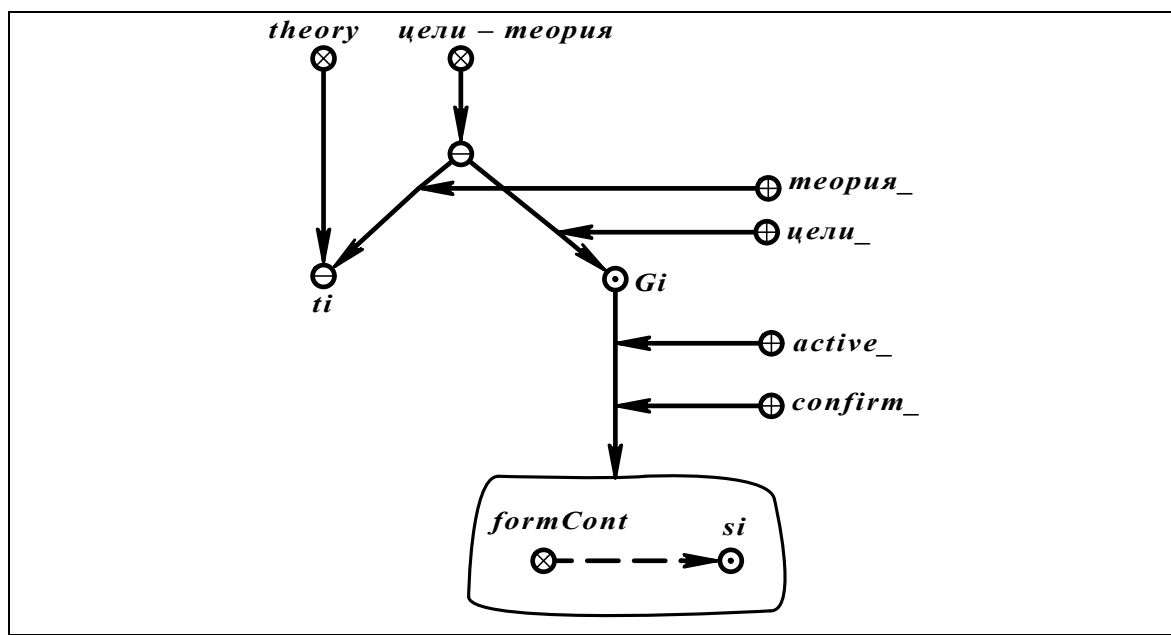 theory
цели – теория
теория_
цели_
ti
Gi
active_
confirm_
formCont
si